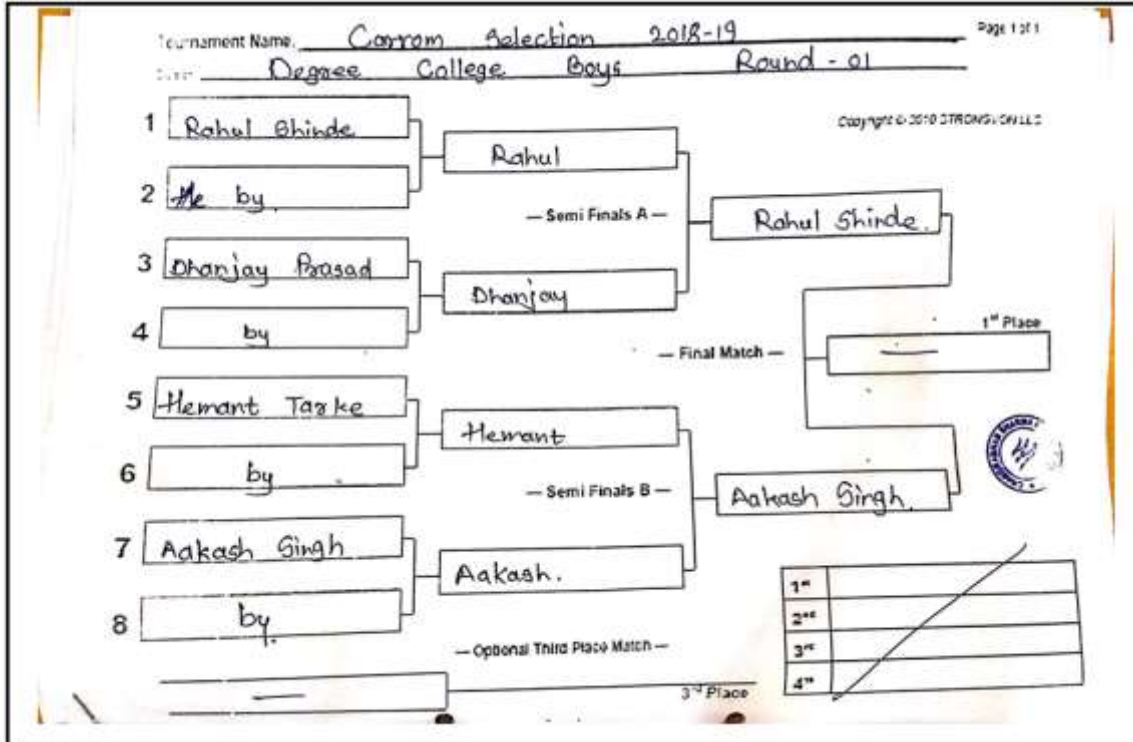 Tournament Name. Carrom Selection 2018-19
Page 1 of 1
Degree College Boys Round - 01
1 Rahul Shinde
Copyright © 2010
Rahul
2 by
— Semi Finals A —
Rahul Shinde.
3 Dhanjay Prasad
Dhanjay
4 by
1st Place
— Final Match —
—
5 Hemant Tarke
Hemant
6 by
— Semi Finals B —
Aakash Singh.
7 Aakash Singh
Aakash.
8 by.
1st
2nd
3rd
4th
— Optional Third Place Match —
—
3rd Place